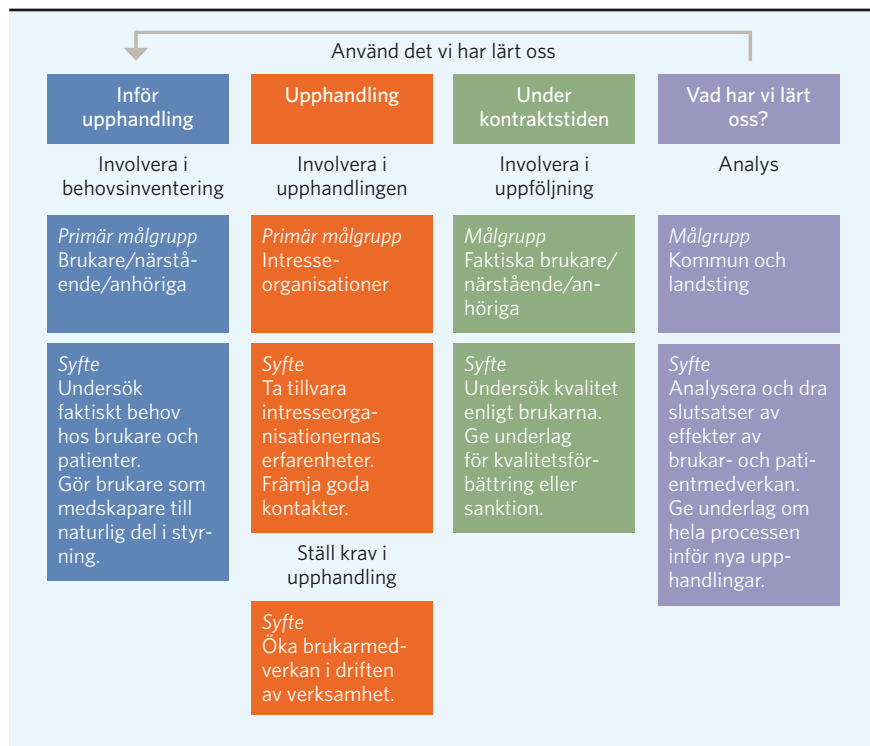 Använd det vi har lärt oss
Inför
upphandling
Involvera i
behovsinventering
Primär målgrupp
Brukare/närstå-
ende/anhöriga
Syfte
Undersök
faktiskt behov
hos brukare och
patienter.
Gör brukare som
medskapare till
naturlig del i styr-
ning.
Upphandling
Involvera i
upphandlingen
Primär målgrupp
Intresse-
organisationer
Syfte
Ta tillvara
intresseorga-
nisationernas
erfarenheter.
Främja goda
kontakter.
Ställ krav i
upphandling
Syfte
Öka brukarmed-
verkan i driften
av verksamhet.
Under
kontraktstiden
Involvera i
uppföljning
Målgrupp
Faktiska brukare/
närstående/an-
höriga
Syfte
Undersök kvalitet
enligt brukarna.
Ge underlag
för kvalitetsför-
bättring eller
sanktion.
Vad har vi lärt
oss?
Analys
Målgrupp
Kommun och
landsting
Syfte
Analysera och dra
slutsatser av
effekter av
brukar- och pati-
entmedverkan.
Ge underlag om
hela processen
inför nya upp-
handlingar.